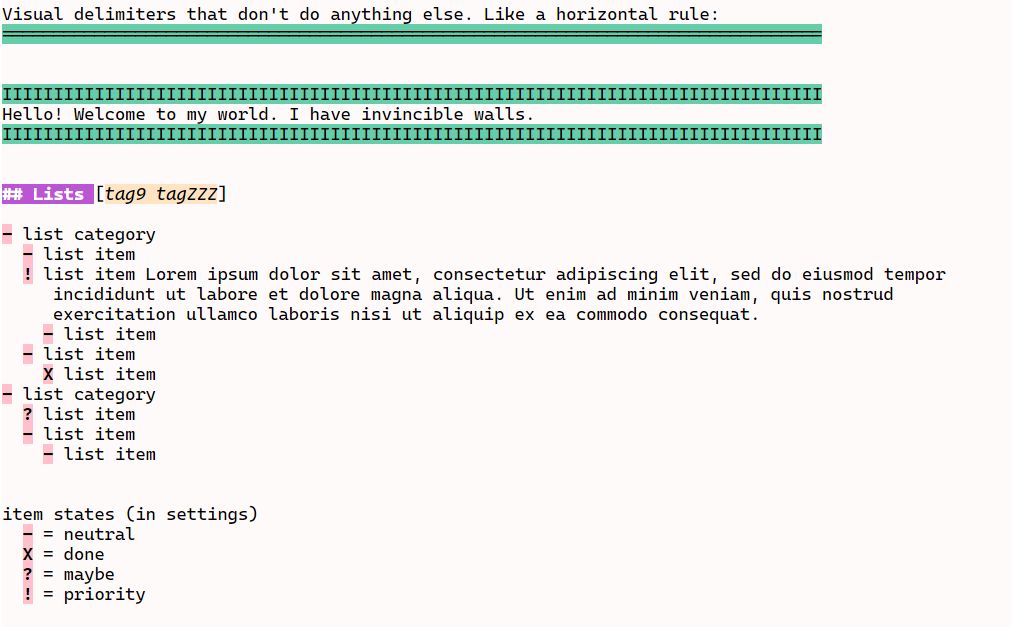 Visual delimiters that don't do anything else. Like a horizontal rule:
================================================================================
IIIIIIIIIIIIIIIIIIIIIIIIIIIIIIIIIIIIIIIIIIIIIIIIIIIIIIIIIIIIIIIIIIIIIIIIIIIIIIII
Hello! Welcome to my world. I have invincible walls.
IIIIIIIIIIIIIIIIIIIIIIIIIIIIIIIIIIIIIIIIIIIIIIIIIIIIIIIIIIIIIIIIIIIIIIIIIIIIIIII
## Lists [tag9 tagZZZ]
- list category
  - list item
  ! list item Lorem ipsum dolor sit amet, consectetur adipiscing elit, sed do eiusmod tempor
     incididunt ut labore et dolore magna aliqua. Ut enim ad minim veniam, quis nostrud
     exercitation ullamco laboris nisi ut aliquip ex ea commodo consequat.
    - list item
  - list item
    X list item
- list category
  ? list item
  - list item
    - list item
item states (in settings)
  - = neutral
  X = done
  ? = maybe
  ! = priority